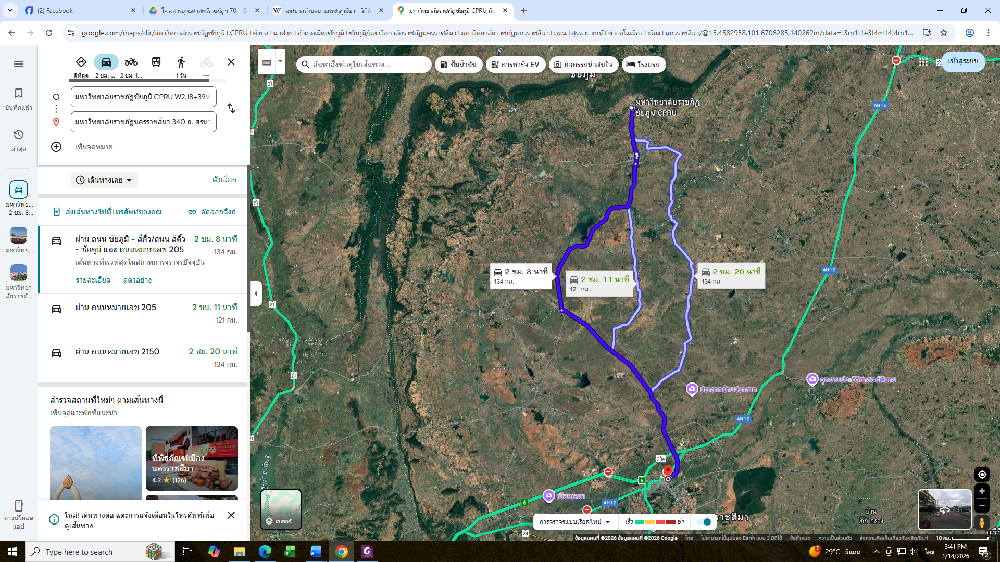 (2) Facebook
โครงการยุทธศาสตร์ราชภัฏฯ 70 - Go
เทศบาลตำบลบ้านเพชรภูเขียว - วิกิพี
มหาวิทยาลัยราชภัฏชัยภูมิ CPRU ถึง
google.com/maps/dir/มหาวิทยาลัยราชภัฏชัยภูมิ+CPRU+ตำบล+นาฝาย+อำเภอเมืองชัยภูมิ+ชัยภูมิ/มหาวิทยาลัยราชภัฏนครราชสีมา+มหาวิทยาลัยราชภัฏนครราชสีมา+ถนน+สุรนารายณ์+ตำบลในเมือง+เมือง+นครราชสีมา/@15.4582958,101.6706285,140262m/data=!3m1!1e3!4m14!4m1...
บันทึกแล้ว
ล่าสุด
มหาวิทย...
2 ชม. 8...
มหาวิทย...
มหาวิทยา
ลัยราชภั...
ดาวน์โหลด
แอป
ดีที่สุด
2 ชม. ...
2 ชม. 1...
1 วัน
—
มหาวิทยาลัยราชภัฏชัยภูมิ CPRU W2J8+39V
มหาวิทยาลัยราชภัฏนครราชสีมา 340 ถ. สุรนา
เพิ่มจุดหมาย
เดินทางเลย
ตัวเลือก
ส่งเส้นทางไปที่โทรศัพท์ของคุณ
คัดลอกลิงก์
ผ่าน ถนน ชัยภูมิ - สีคิ้ว/ถนน สีคิ้ว
- ชัยภูมิ และ ถนนหมายเลข 205
2 ชม. 8 นาที
134 กม.
เส้นทางที่เร็วที่สุดในสภาพการจราจรปัจจุบัน
รายละเอียด
ดูตัวอย่าง
ผ่าน ถนนหมายเลข 205
2 ชม. 11 นาที
121 กม.
ผ่าน ถนนหมายเลข 2150
2 ชม. 20 นาที
134 กม.
สำรวจสถานที่ใหม่ๆ ตามเส้นทางนี้
เพิ่มจุดแวะพักที่แนะนำ
พิพิธภัณฑ์เมือง
นครราชสีมา
4.2 ★ (126)
ใหม่! เดินทางต่อ และการแจ้งเตือนในโทรศัพท์เพื่อ
ดูเส้นทาง
ค้นหาสิ่งที่อยู่ในเส้นทาง...
ปั๊มน้ำมัน
การชาร์จ EV
กิจกรรมน่าสนใจ
โรงแรม
เข้าสู่ระบบ
ชัยภูมิ
มหาวิทยาลัยราชภัฏ
ชัยภูมิ CPRU
21
21
21
21
AH12
AH12
AH12
AH12
2 ชม. 8 นาที
134 กม.
2 ชม. 11 นาที
121 กม.
2 ชม. 20 นาที
134 กม.
ปราสาทบ้านปราสาท
อุทยานประวัติศาสตร์พิมาย
204
6
6
24
เมืองเสมา
บ้าน
โคก กลาง
ราชสีมา
เลเยอร์
การจราจรแบบเรียลไทม์
เร็ว
ช้า
ข้อมูลแผนที่ ©2026 ข้อมูลแผนที่ ©2026 Google
ไทย
ไม่สามารถใช้มุมมอง Earth แบบ 3 มิติได้
ข้อกำหนด
ความเป็นส่วนตัว
ส่งความคิดเห็นเกี่ยวกับผลิตภัณฑ์
10 กม.
Type here to search
29°C มีแดด
ไทย
3:41 PM
1/14/2026
2